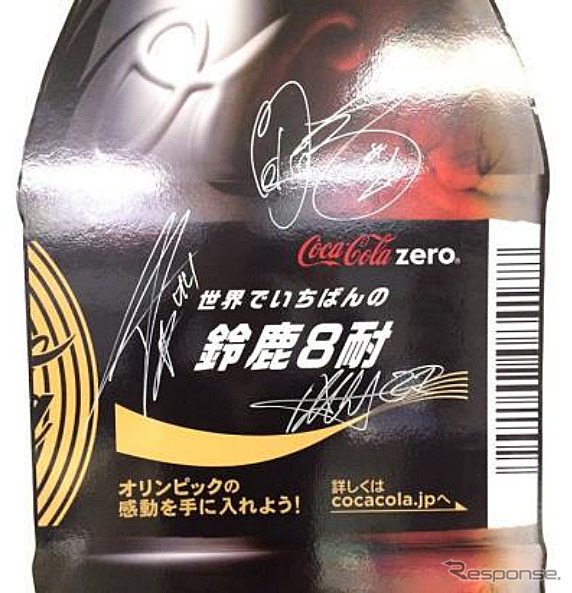 Coca-Cola zero®
世界でいちばんの
鈴鹿8耐
オリンピックの
感動を手に入れよう!
詳しくは
cocacola.jpへ
Response.